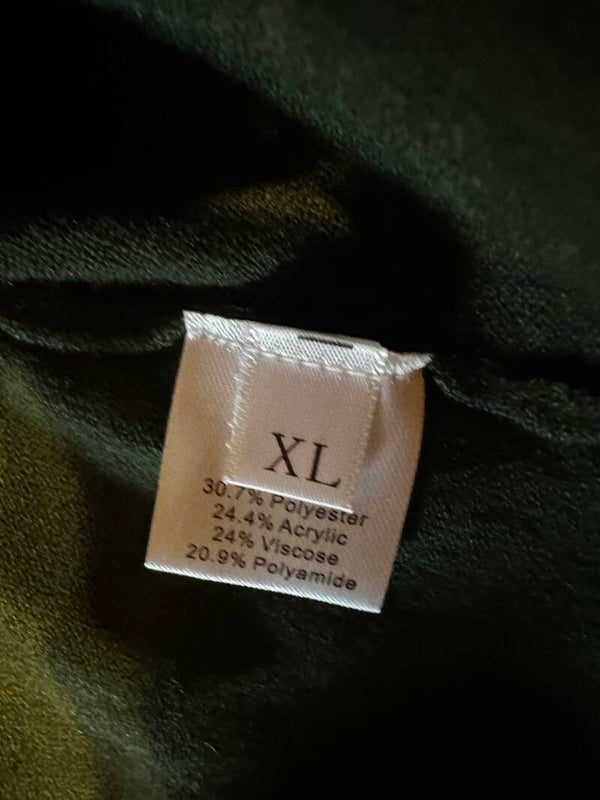 XL
30.7% Polyester
24.4% Acrylic
24% Viscose
20.9% Polyamide